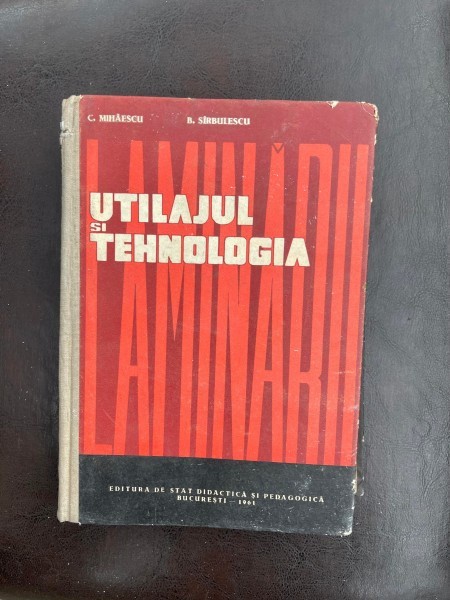 C. MIHĂESCU B. SÎRBULESCU
UTILAJUL
ȘI
TEHNOLOGIA
LAMINĂRII
EDITURA DE STAT DIDACTICĂ ȘI PEDAGOGICĂ
BUCUREȘTI — 1961